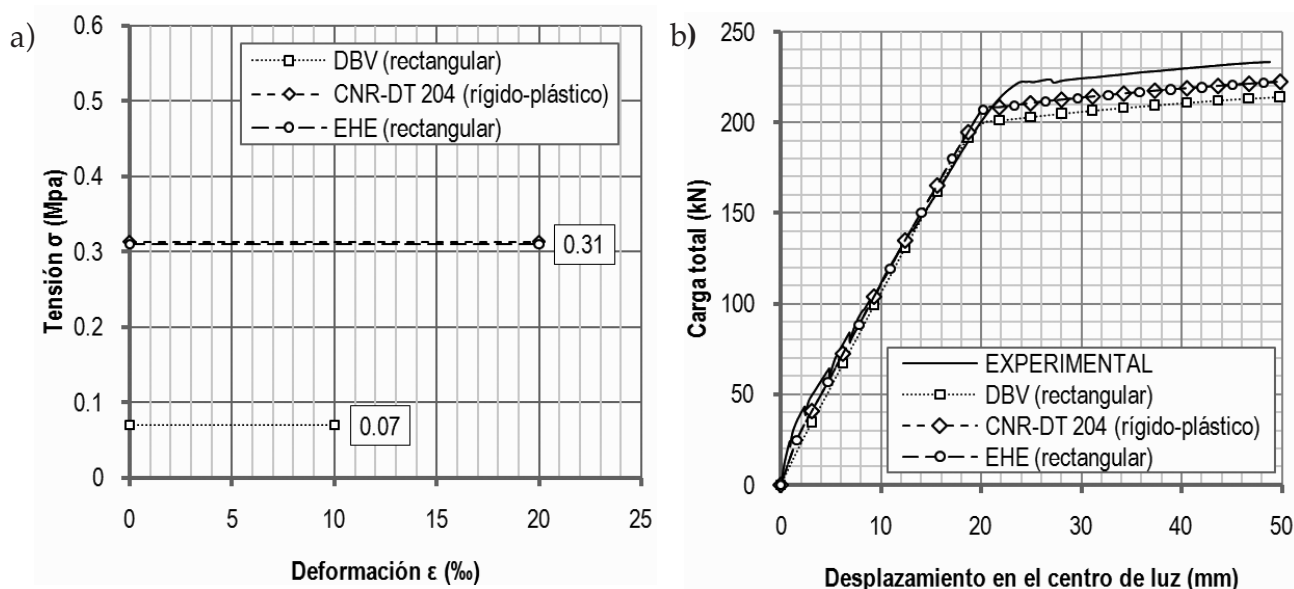 a)
Tensión σ (Mpa)
0.6
0.5
0.4
0.3
0.2
0.1
0
DBV (rectangular)
CNR-DT 204 (rígido-plástico)
EHE (rectangular)
0.31
0.07
0 5 10 15 20 25
Deformación ε (‰)
b)
Carga total (kN)
250
200
150
100
50
0
EXPERIMENTAL
DBV (rectangular)
CNR-DT 204 (rígido-plástico)
EHE (rectangular)
0 10 20 30 40 50
Desplazamiento en el centro de luz (mm)